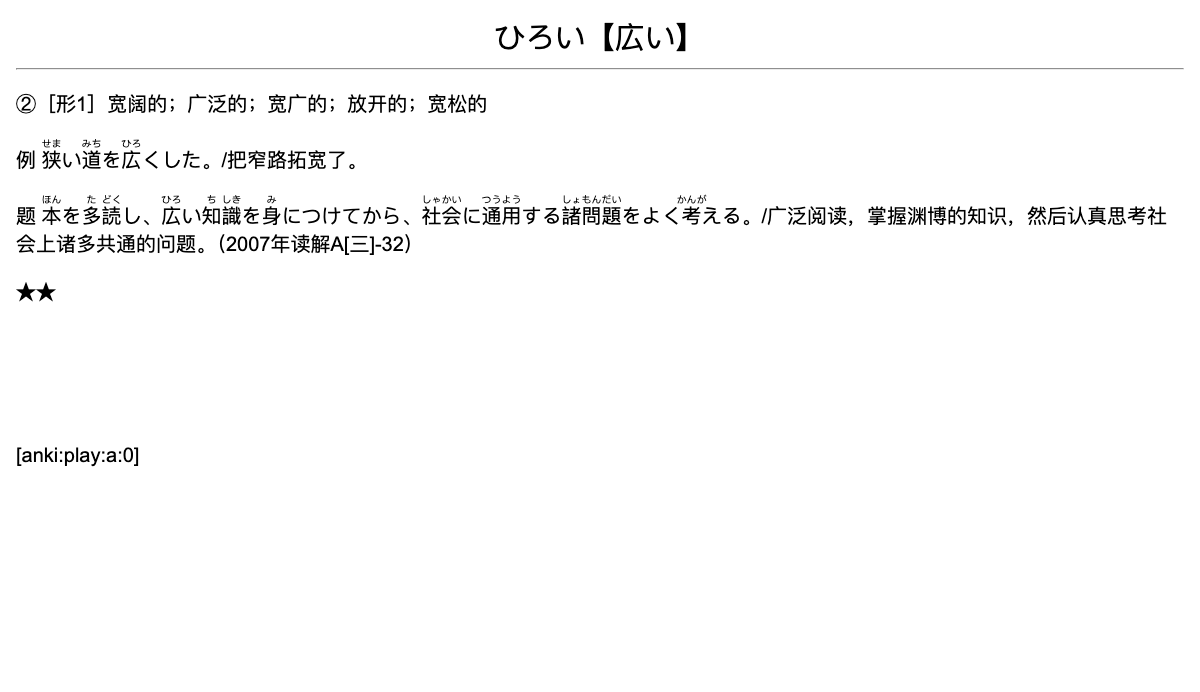 ひろい【広い】
②［形1］宽阔的；广泛的；宽广的；放开的；宽松的
せま みち ひろ
例 狭い道を広くした。/把窄路拓宽了。
ほん た どく ひろ ち しき み しゃかい つうよう しょもんだい かんが
题 本を多読し、広い知識を身につけてから、社会に通用する諸問題をよく考える。//广泛阅读，掌握渊博的知识，然后认真思考社
会上诸多共通的问题。（2007年读解A[三]-32）
★★
[anki:play:a:0]